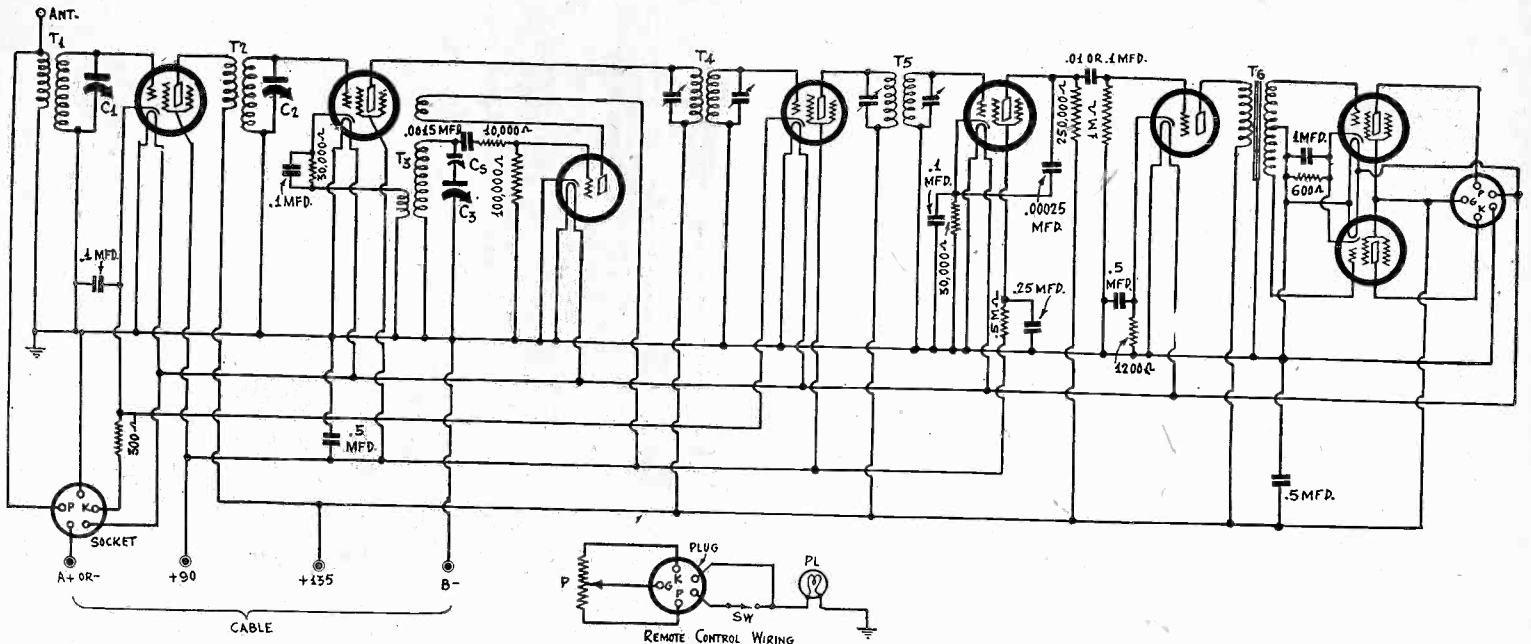 ANT.
T1
C1
T2
C2
.0015 MFD.
10,000Ω
T3
C5
C3
100,000Ω
30,000Ω
.1 MFD.
.1 MFD.
T4
T5
.01 OR .1 MFD.
250,000Ω
1 MΩ
.1
MFD.
.00025
MFD.
30,000Ω
.5 MΩ
.25 MFD.
.5
MFD.
1200Ω
T6
1 MFD.
600Ω
P
G
K
300Ω
.5
MFD.
.5 MFD.
P
K
SOCKET
A+ OR-
+90
+135
B-
CABLE
P
K
G
P
PLUG
SW
PL
REMOTE CONTROL WIRING